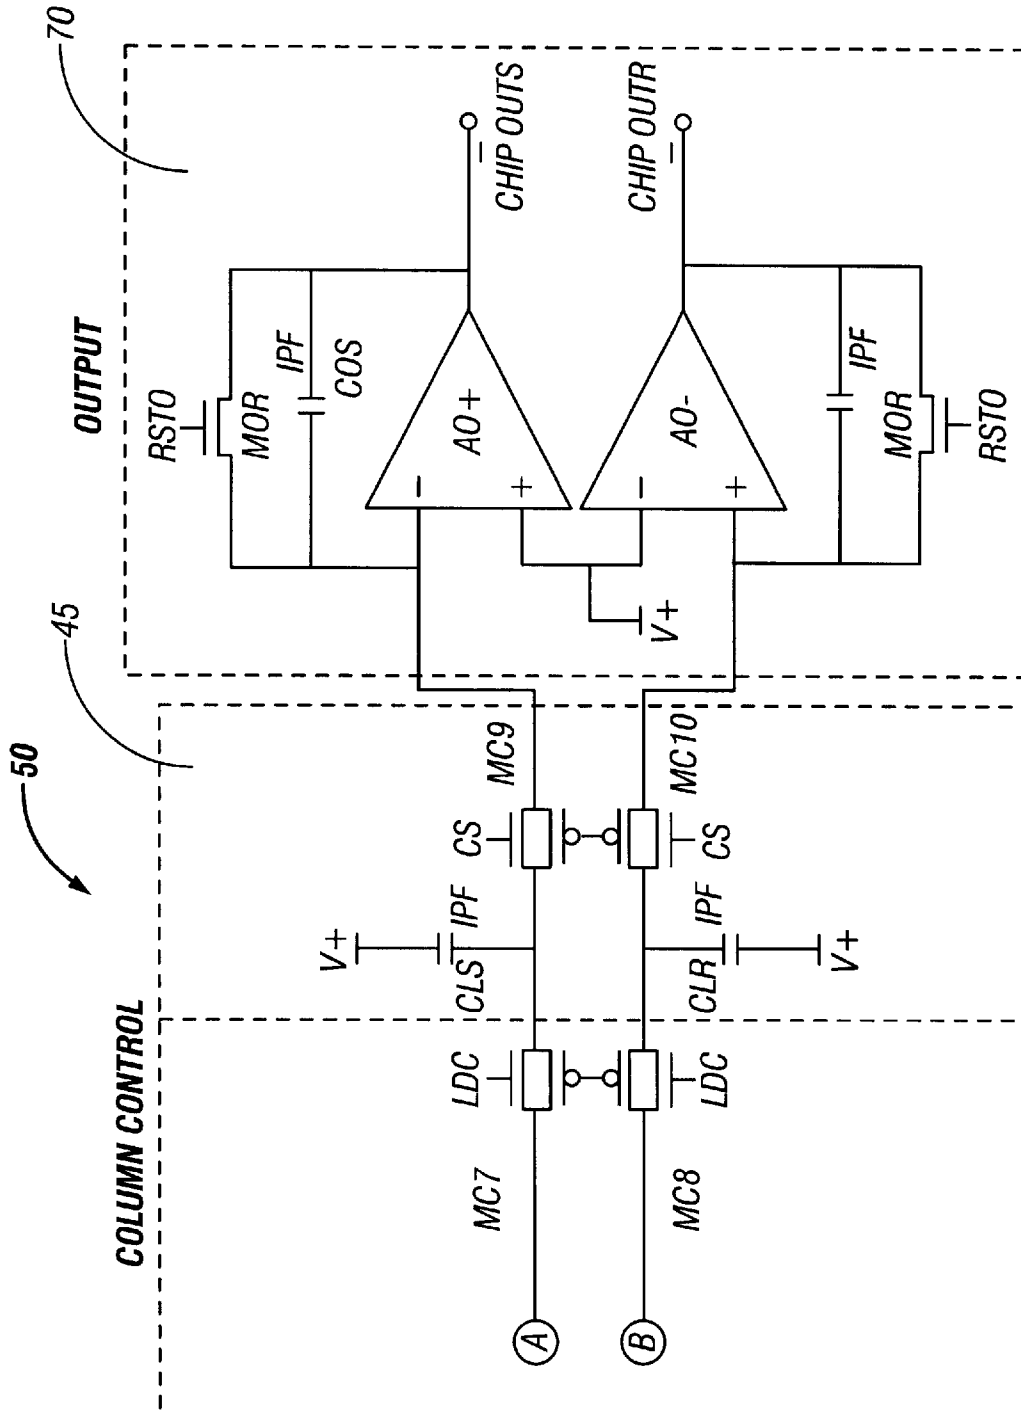 50
COLUMN CONTROL
45
OUTPUT
70
RSTO
MOR
IPF
COS
V+
IPF
CLS
LDC
CS
MC7
MC9
A
–
+
AO+
–
CHIP OUTS
B
MC8
MC10
LDC
CS
CLR
IPF
V+
V+
–
+
AO-
–
CHIP OUTR
IPF
MOR
RSTO